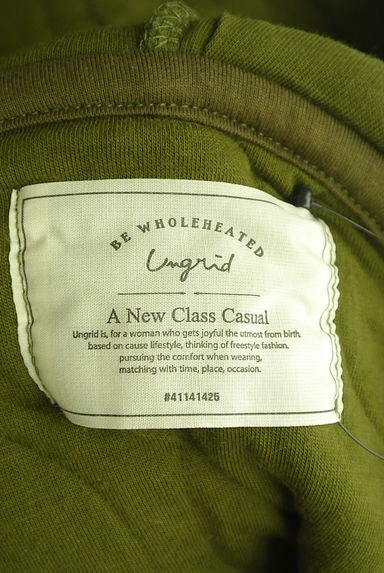 BE WHOLEHEATED
Ungrid
A New Class Casual
Ungrid is, for a woman who gets joyful the utmost from birth.
based on cause lifestyle, thinking of freestyle fashion.
pursuing the comfort when wearing,
matching with time, place, occasion.
#41141425